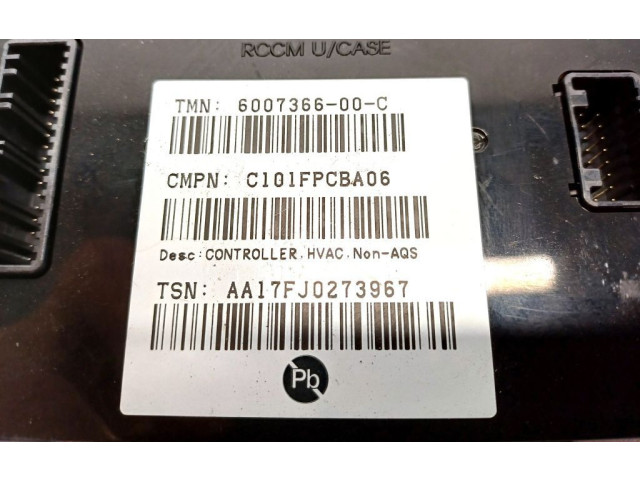 RCCM U/CASE
TMN: 6007366-00-C
CMPN: C101FPCBA06
Desc:CONTROLLER,HVAC,Non-AQS
TSN: AA17FJ0273967
Pb